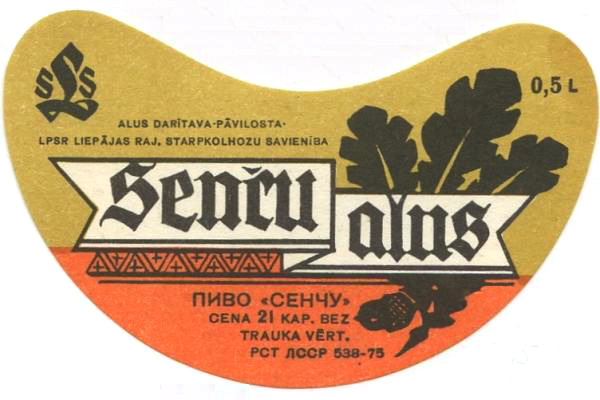 SLS
0,5 L
ALUS DARĪTAVA·PĀVILOSTA·
LPSR LIEPĀJAS RAJ. STARPKOLHOZU SAVIENĪBA
Senču
alus
ПИВО «СЕНЧУ»
CENA 21 KAP. BEZ
TRAUKA VĒRT.
РСТ ЛССР 538-75